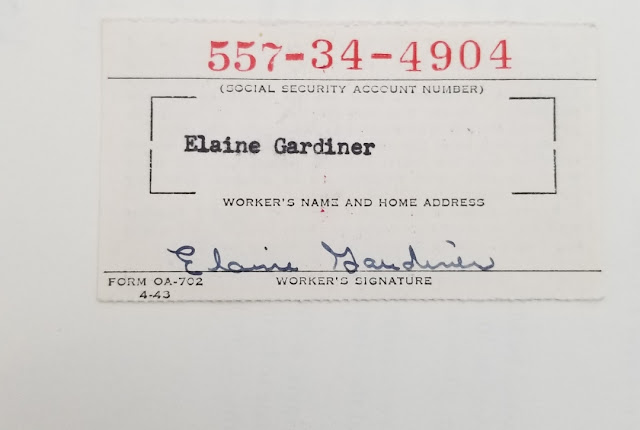 557-34-4904
(SOCIAL SECURITY ACCOUNT NUMBER)
Elaine Gardiner
WORKER'S NAME AND HOME ADDRESS
Elaine Gardiner
FORM OA-702 WORKER'S SIGNATURE
4-43